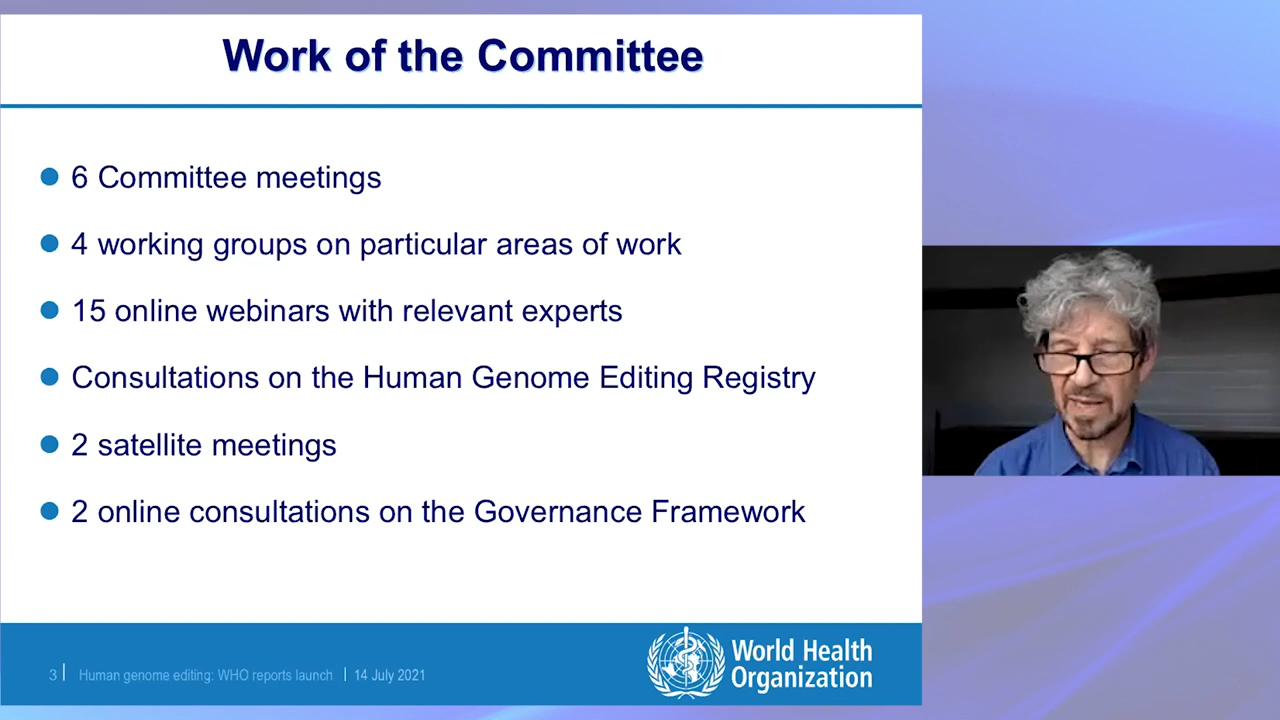 Work of the Committee
6 Committee meetings
4 working groups on particular areas of work
15 online webinars with relevant experts
Consultations on the Human Genome Editing Registry
2 satellite meetings
2 online consultations on the Governance Framework
3 | Human genome editing: WHO reports launch | 14 July 2021
World Health
Organization